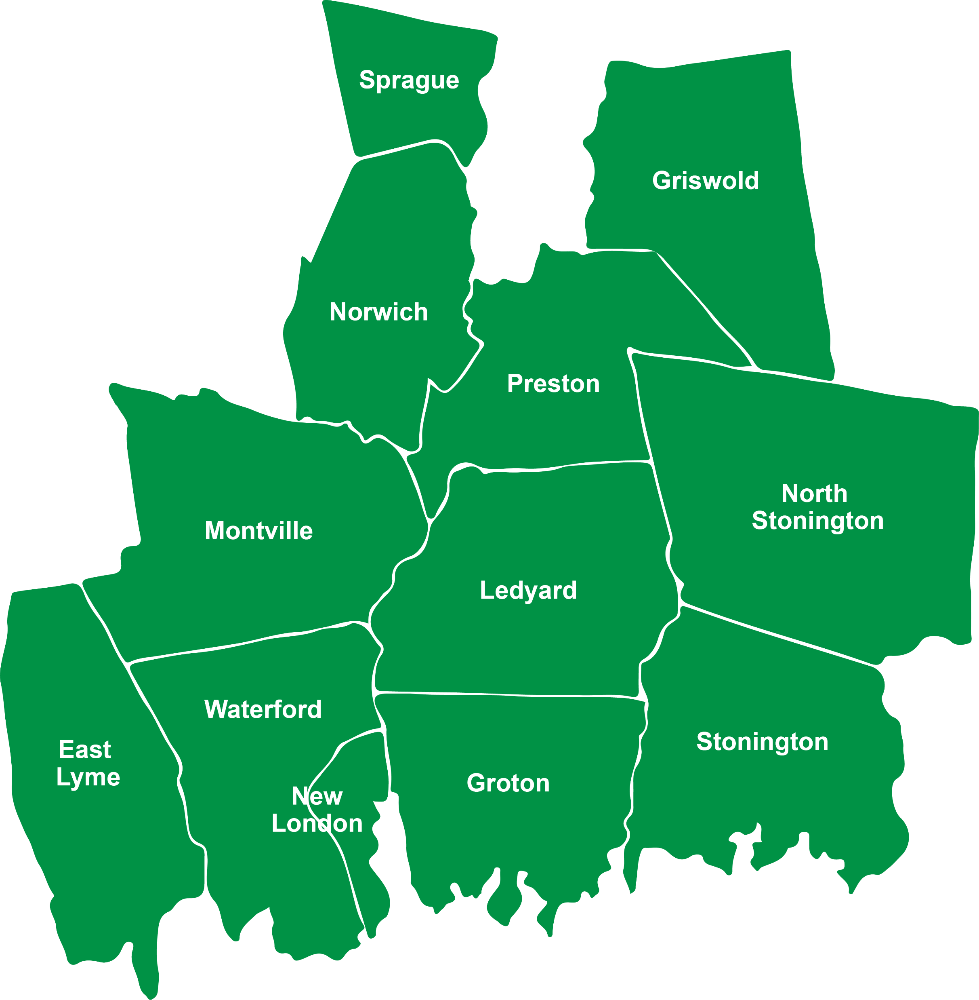 Sprague
Griswold
Norwich
Preston
North
Stonington
Montville
Ledyard
Waterford
East
Lyme
Stonington
Groton
New
London